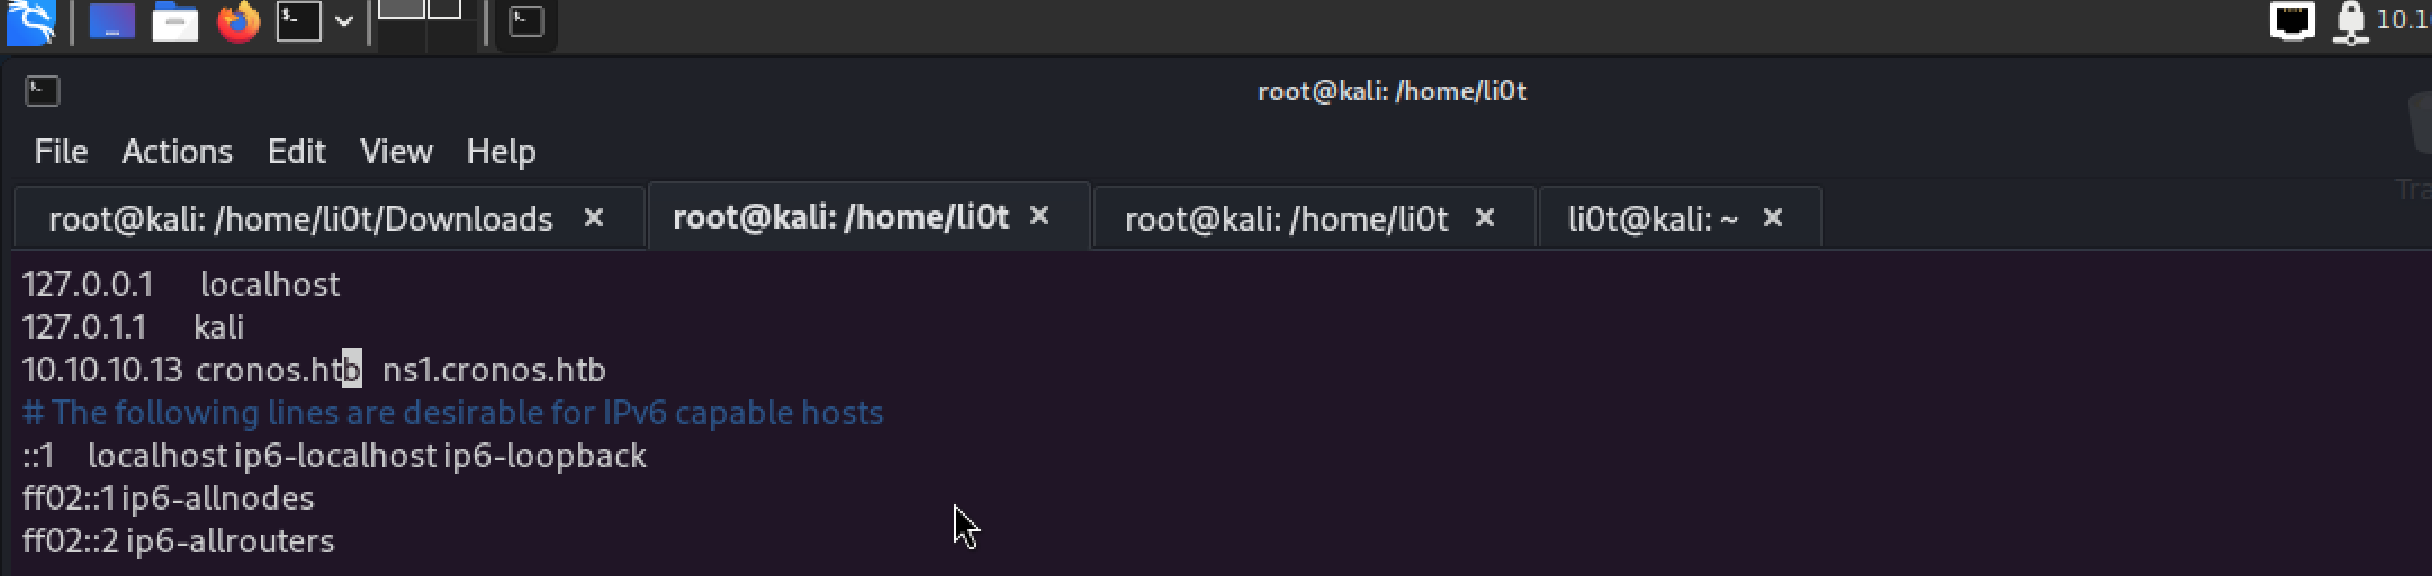 10.1
root@kali: /home/li0t
File Actions Edit View Help
root@kali: /home/li0t/Downloads × root@kali: /home/li0t × root@kali: /home/li0t × li0t@kali: ~ ×
127.0.0.1 localhost
127.0.1.1 kali
10.10.10.13 cronos.htb ns1.cronos.htb
# The following lines are desirable for IPv6 capable hosts
::1 localhost ip6-localhost ip6-loopback
ff02::1 ip6-allnodes
ff02::2 ip6-allrouters